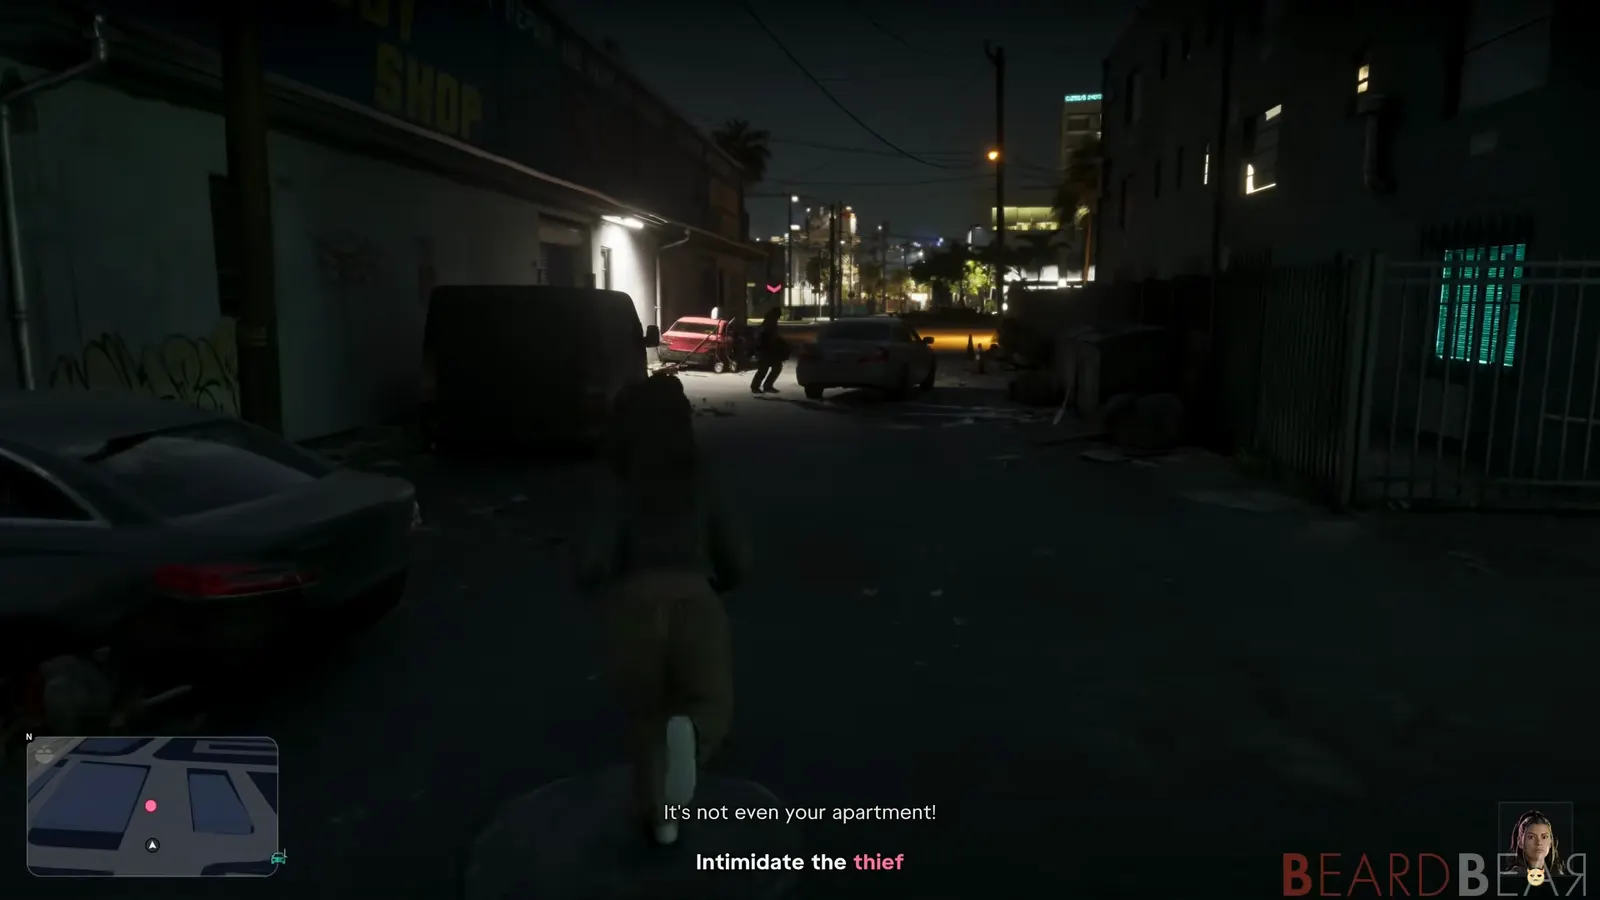 SHOP
N
It's not even your apartment!
Intimidate the thief
BEARDBEAR